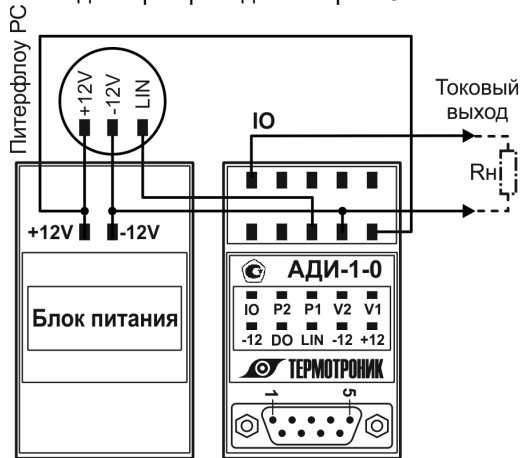 Питерфлоу РС
+12V
-12V
LIN
IO
Токовый
выход
Rн
+12V
-12V
Блок питания
АДИ-1-0
IO P2 P1 V2 V1
-12 DO LIN -12 +12
ТЕРМОТРОНИК
1 5